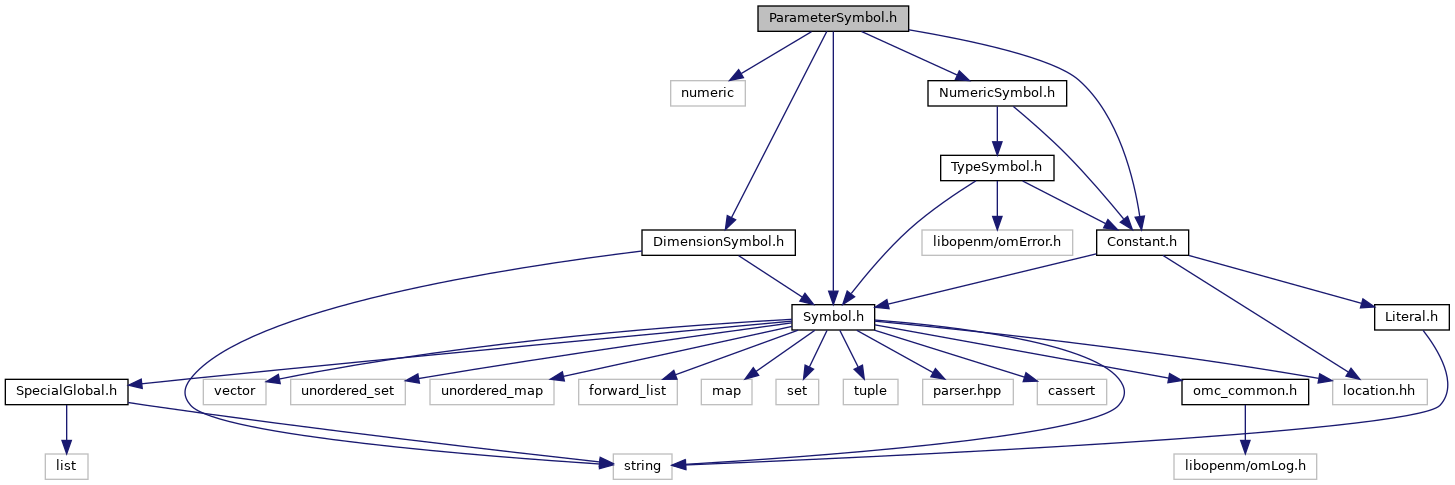 ParameterSymbol.h
numeric
NumericSymbol.h
TypeSymbol.h
DimensionSymbol.h
libopenm/omError.h
Constant.h
Symbol.h
Literal.h
SpecialGlobal.h
vector
unordered_set
unordered_map
forward_list
map
set
tuple
parser.hpp
cassert
omc_common.h
location.hh
list
string
libopenm/omLog.h